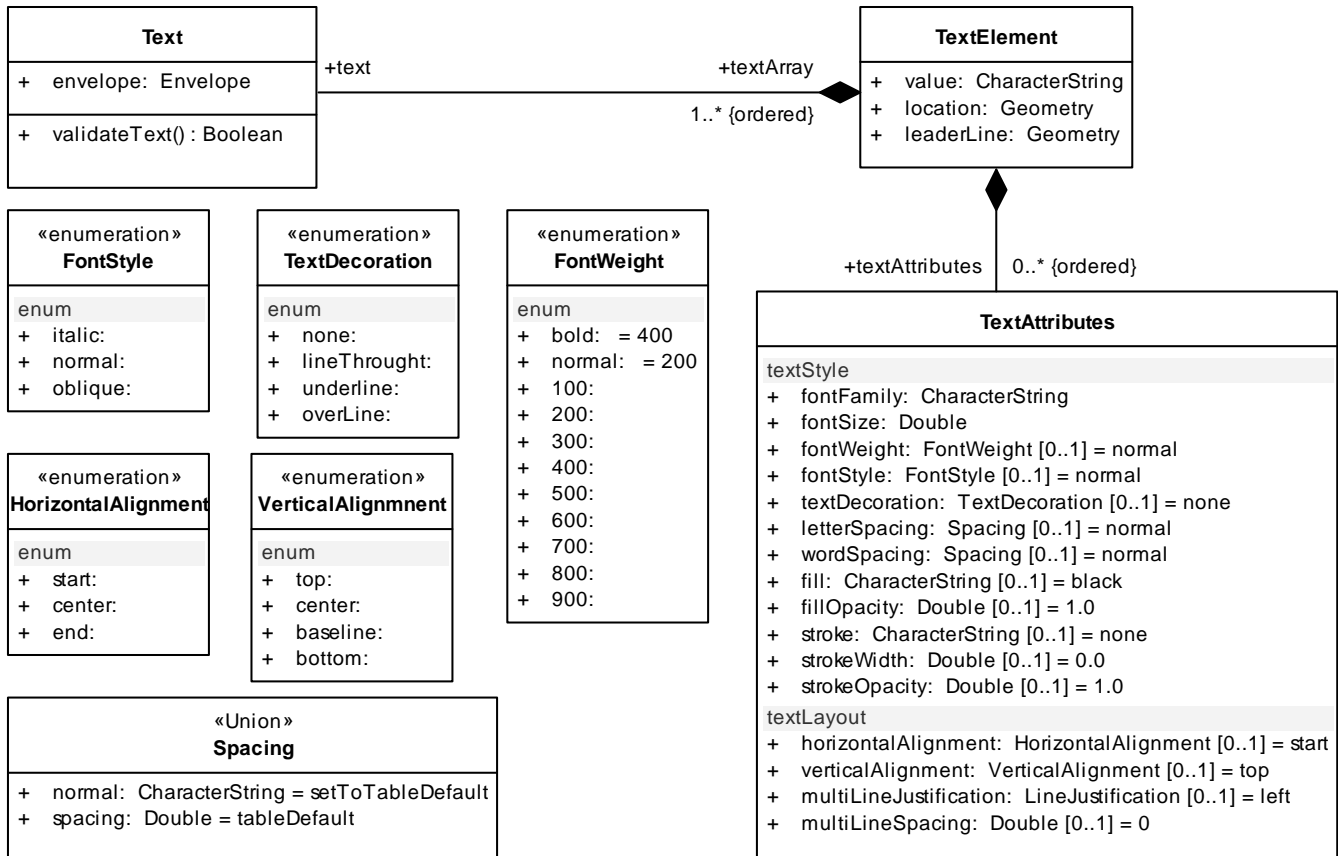 Text
+ envelope: Envelope
+ validateText() : Boolean
+text
+textArray
1..* {ordered}
TextElement
+ value: CharacterString
+ location: Geometry
+ leaderLine: Geometry
+textAttributes
0..* {ordered}
«enumeration»
FontStyle
enum
+ italic:
+ normal:
+ oblique:
«enumeration»
TextDecoration
enum
+ none:
+ lineThrought:
+ underline:
+ overLine:
«enumeration»
FontWeight
enum
+ bold: = 400
+ normal: = 200
+ 100:
+ 200:
+ 300:
+ 400:
+ 500:
+ 600:
+ 700:
+ 800:
+ 900:
«enumeration»
HorizontalAlignment
enum
+ start:
+ center:
+ end:
«enumeration»
VerticalAlignmnent
enum
+ top:
+ center:
+ baseline:
+ bottom:
«Union»
Spacing
+ normal: CharacterString = setToTableDefault
+ spacing: Double = tableDefault
TextAttributes
textStyle
+ fontFamily: CharacterString
+ fontSize: Double
+ fontWeight: FontWeight [0..1] = normal
+ fontStyle: FontStyle [0..1] = normal
+ textDecoration: TextDecoration [0..1] = none
+ letterSpacing: Spacing [0..1] = normal
+ wordSpacing: Spacing [0..1] = normal
+ fill: CharacterString [0..1] = black
+ fillOpacity: Double [0..1] = 1.0
+ stroke: CharacterString [0..1] = none
+ strokeWidth: Double [0..1] = 0.0
+ strokeOpacity: Double [0..1] = 1.0
textLayout
+ horizontalAlignment: HorizontalAlignment [0..1] = start
+ verticalAlignment: VerticalAlignment [0..1] = top
+ multiLineJustification: LineJustification [0..1] = left
+ multiLineSpacing: Double [0..1] = 0